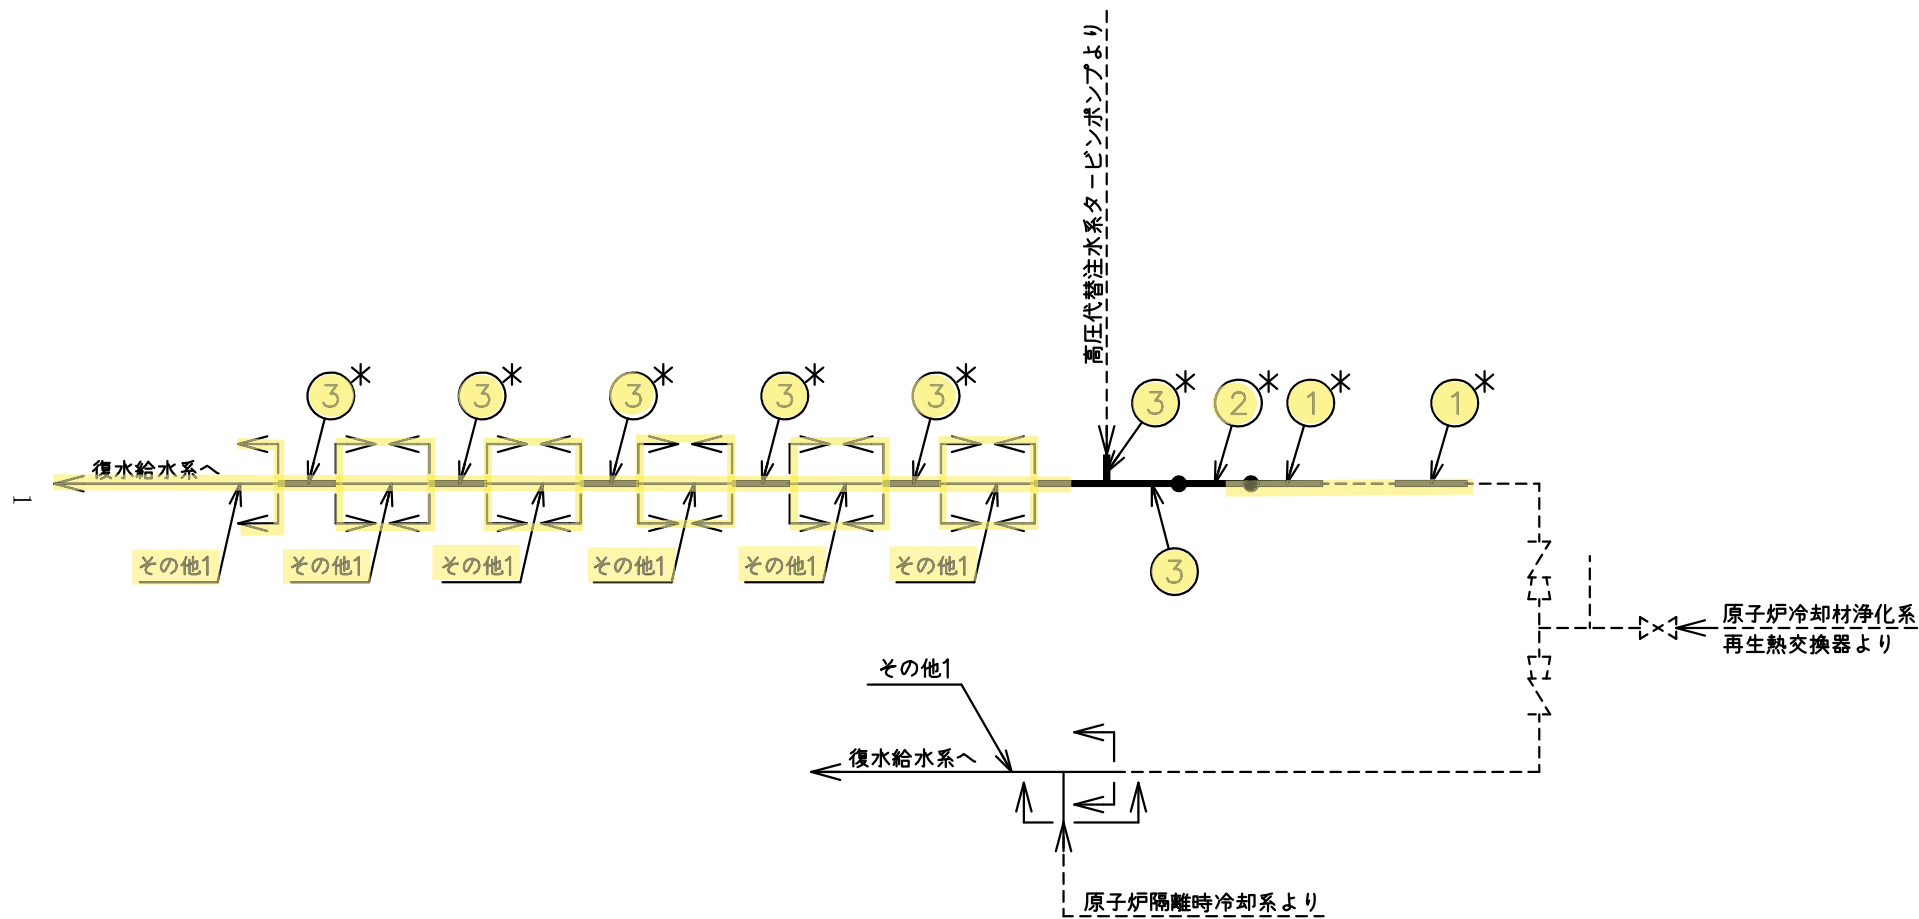 高圧代替注水系タービンポンプより
3* 3* 3* 3* 3* 3* 2* 1* 1*
復水給水系へ
1
その他1 その他1 その他1 その他1 その他1 その他1 3
原子炉冷却材浄化系
再生熱交換器より
その他1
復水給水系へ
原子炉隔離時冷却系より